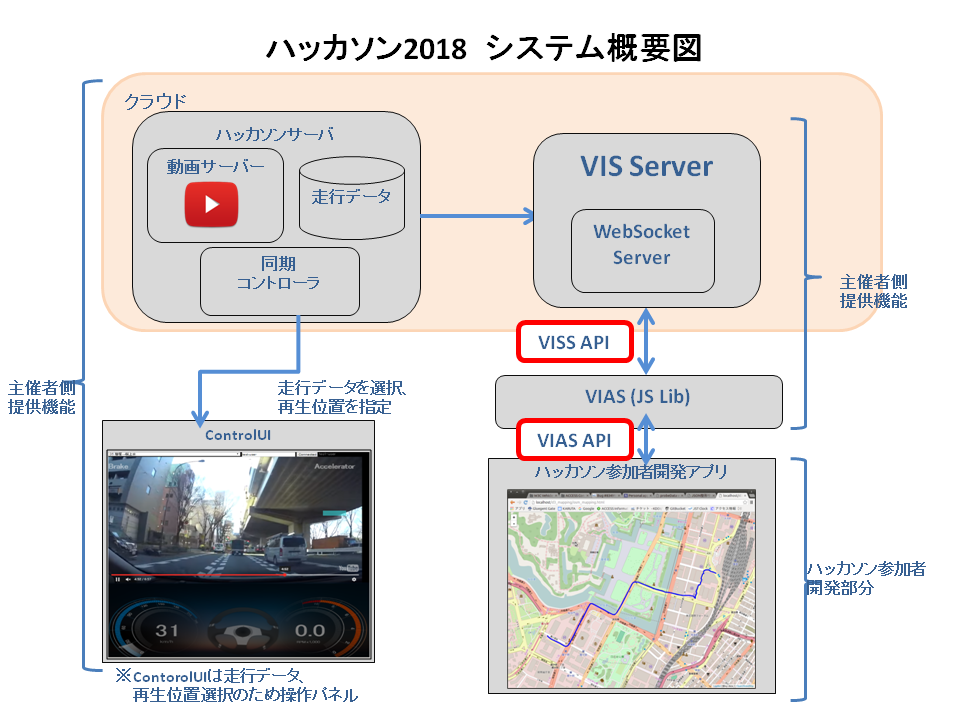 ハッカソン2018 システム概要図
クラウド
ハッカソンサーバ
動画サーバー
走行データ
同期
コントローラ
VIS Server
WebSocket
Server
主催者側
提供機能
VISS API
主催者側
提供機能
走行データを選択、
再生位置を指定
VIAS (JS Lib)
VIAS API
ControlUI
Brake
Accelerator
YouTube
31
0.0
ハッカソン参加者開発アプリ
ハッカソン参加者
開発部分
※ContorolUIは走行データ、
再生位置選択のため操作パネル